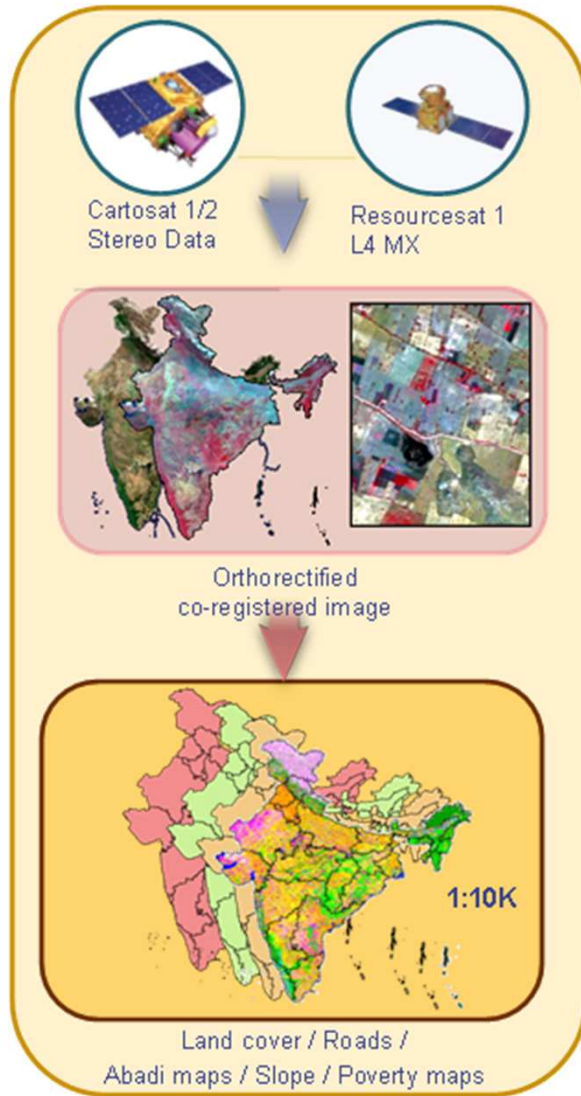 Cartosat 1/2
Stereo Data
Resourcesat 1
L4 MX
Orthorectified
co-registered image
1:10K
Land cover / Roads /
Abadi maps / Slope / Poverty maps